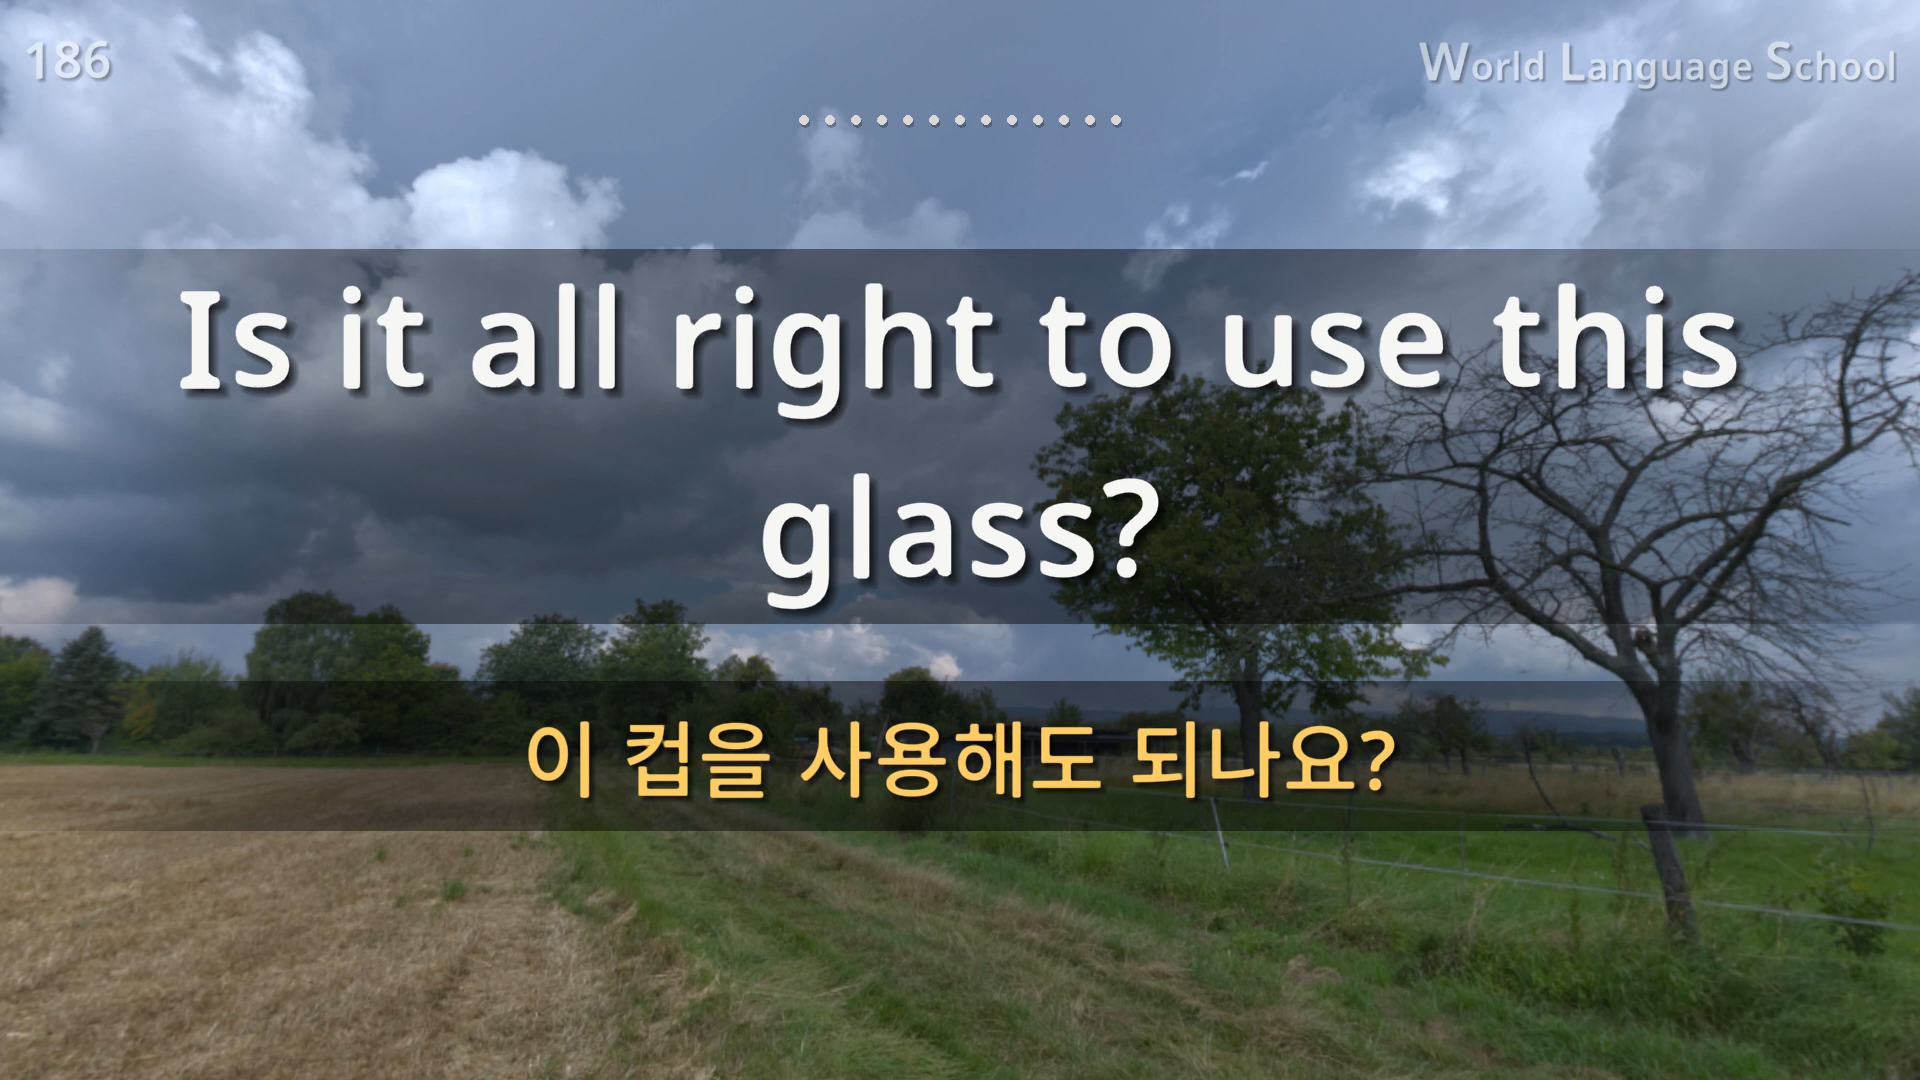 186
World Language School
Is it all right to use this
glass?
이 컵을 사용해도 되나요?